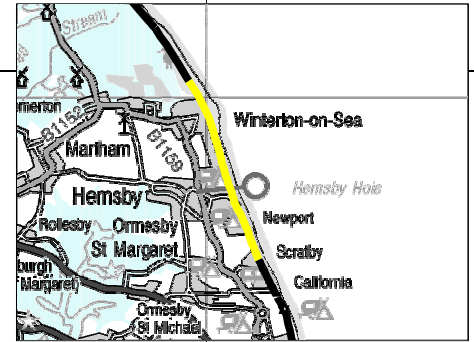 Stream
merton
B1152
Martham
B1159
Winterton-on-Sea
Hemsby
Hemsby Hole
Rollesby
Ormesby
St Margaret
Newport
Scratby
burgh
Margaret)
California
Ormesby
St Michael